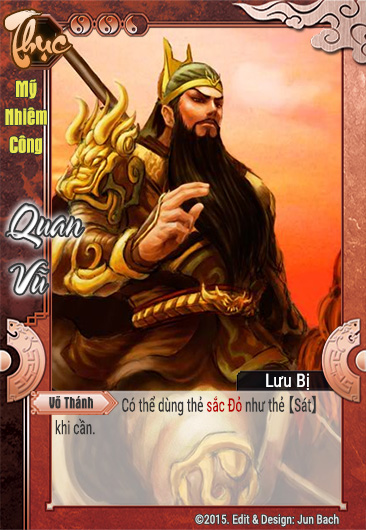 Thục
Mỹ
Nhiêm
Công
Quan
Vũ
Lưu Bị
Võ Thánh
Có thể dùng thẻ sắc Đỏ như thẻ【Sát】
khi cần.
©2015. Edit & Design: Jun Bach